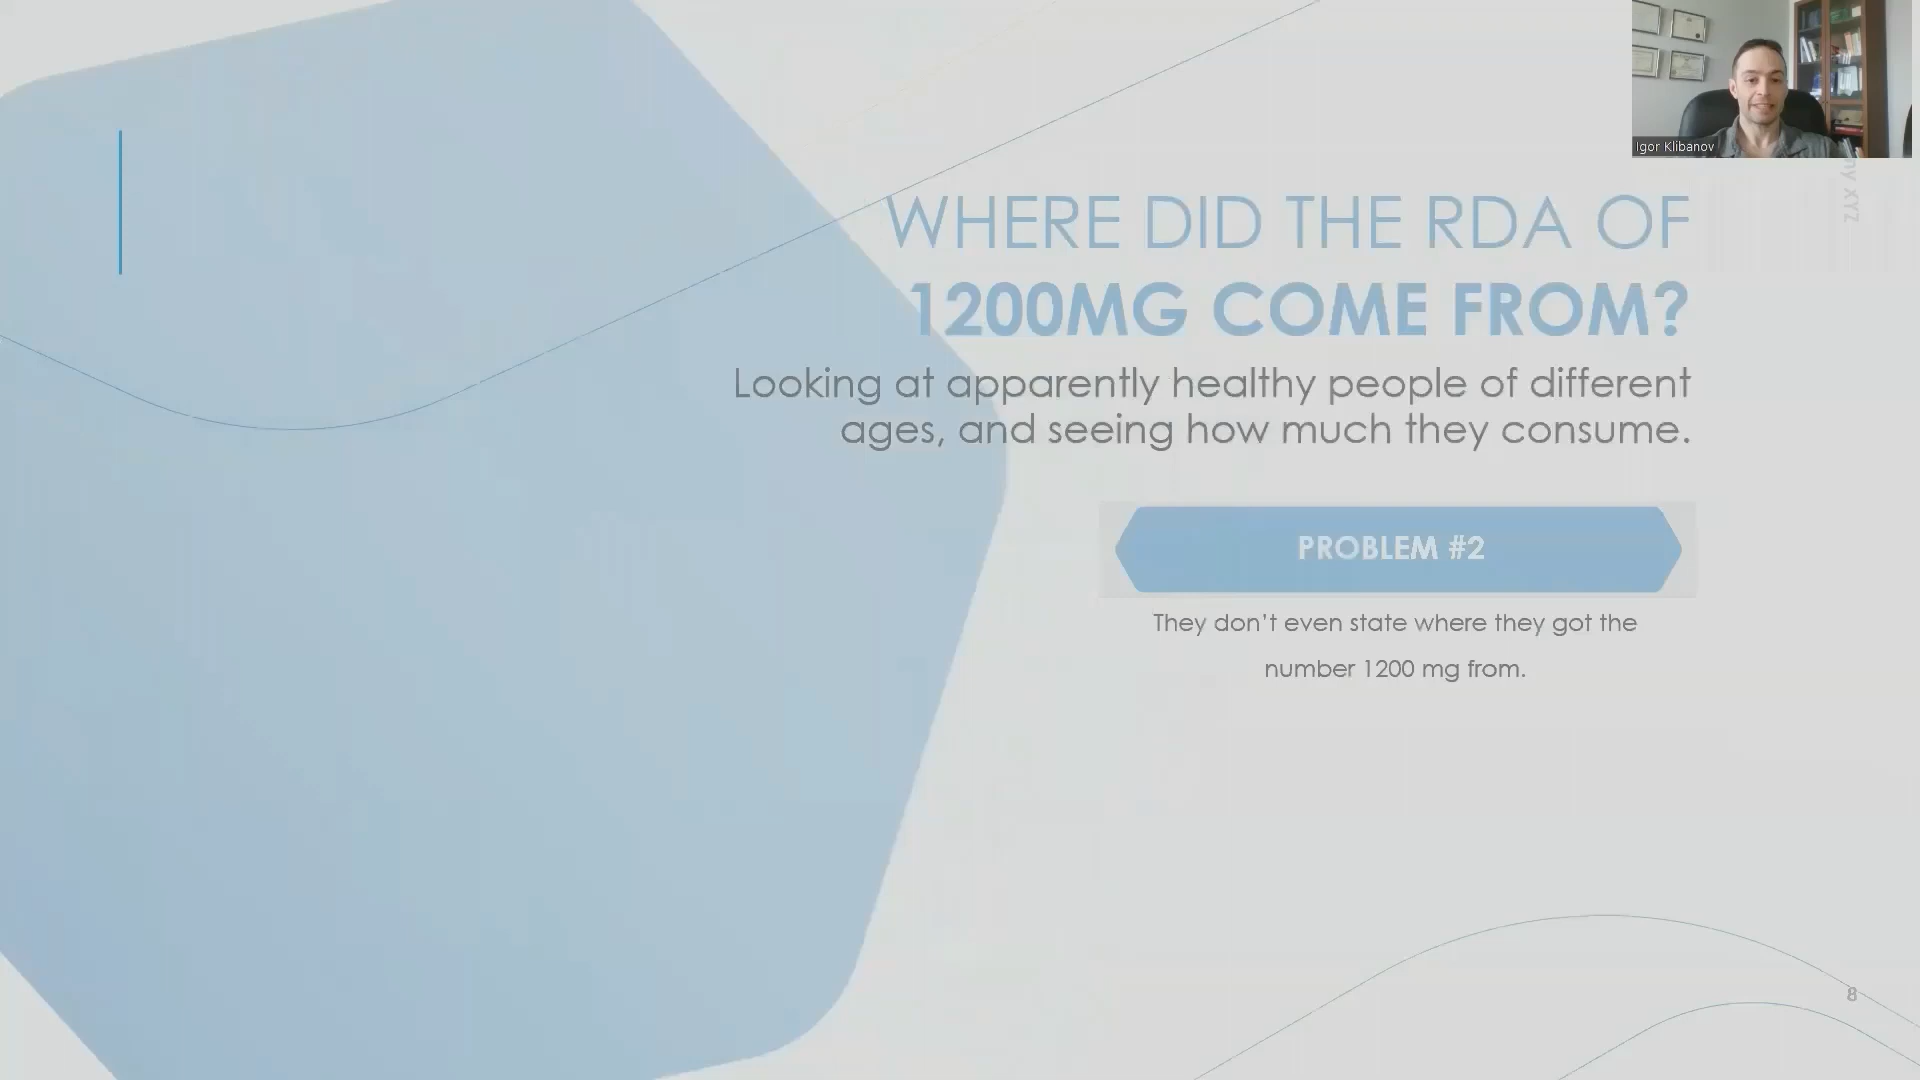 Igor Klibanov
ny XYZ
WHERE DID THE RDA OF
1200MG COME FROM?
Looking at apparently healthy people of different
ages, and seeing how much they consume.
PROBLEM #2
They don’t even state where they got the
number 1200 mg from.
8